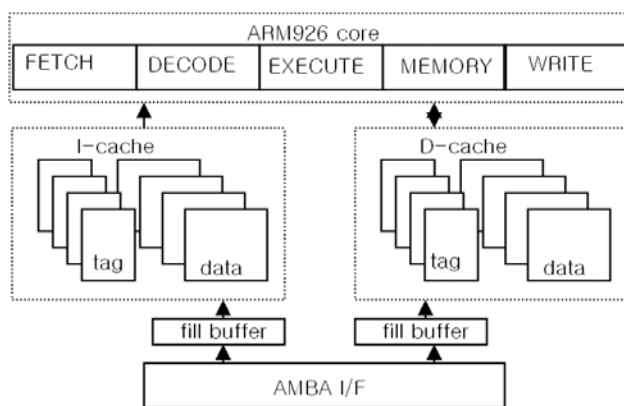 ARM926 core
FETCH DECODE EXECUTE MEMORY WRITE
I-cache D-cache
tag data tag data
fill buffer fill buffer
AMBA I/F